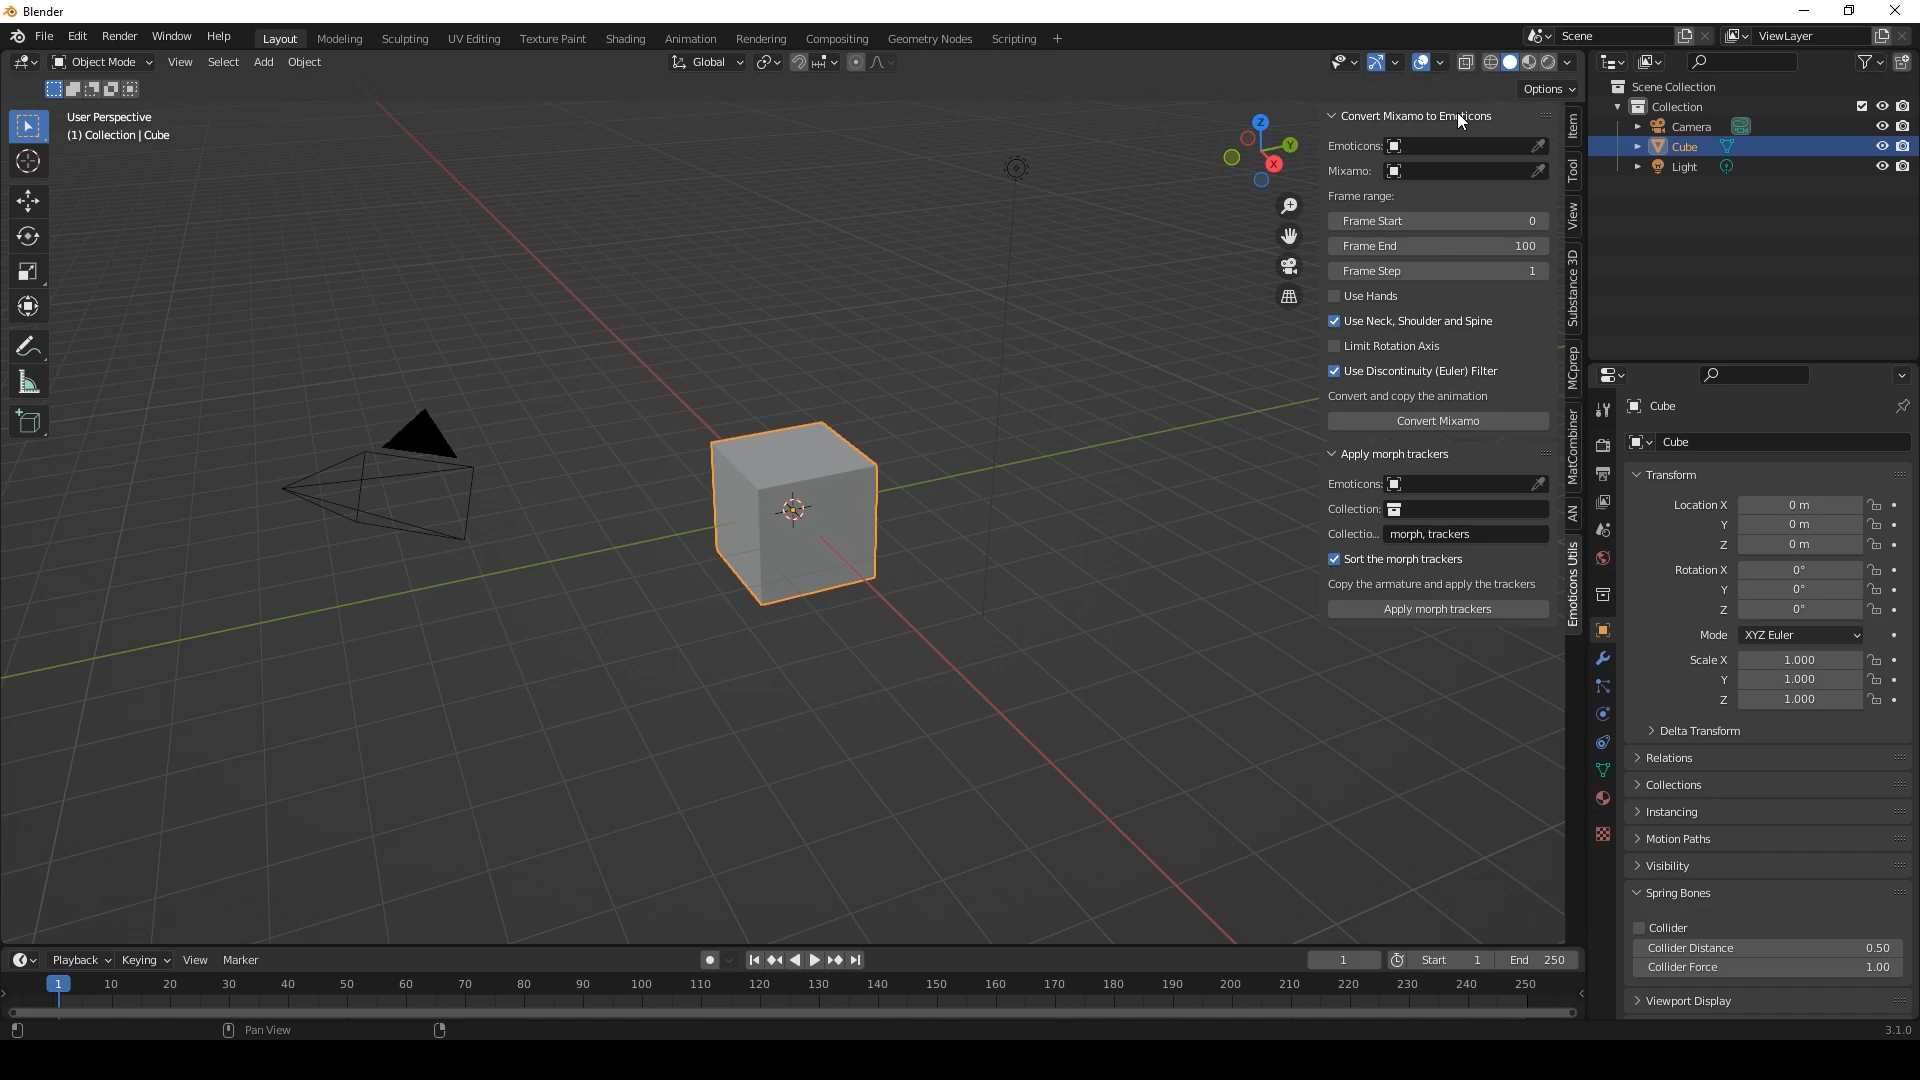 Blender
File Edit Render Window Help Layout Modeling Sculpting UV Editing Texture Paint Shading Animation Rendering Compositing Geometry Nodes Scripting + Scene ViewLayer
Object Mode View Select Add Object Global
Options
User Perspective
(1) Collection | Cube
Z
Y
X
Convert Mixamo to Emoticons
Emoticons:
Mixamo:
Frame range:
Frame Start 0
Frame End 100
Frame Step 1
Use Hands
Use Neck, Shoulder and Spine
Limit Rotation Axis
Use Discontinuity (Euler) Filter
Convert and copy the animation
Convert Mixamo
Apply morph trackers
Emoticons:
Collection:
Collectio... morph, trackers
Sort the morph trackers
Copy the armature and apply the trackers
Apply morph trackers
Item
Tool
View
Substance 3D
MCprep
MatCombiner
AN
Emoticons Utils
Scene Collection
Collection
Camera
Cube
Light
Cube
Cube
Transform
Location X 0 m
Y 0 m
Z 0 m
Rotation X 0°
Y 0°
Z 0°
Mode XYZ Euler
Scale X 1.000
Y 1.000
Z 1.000
Delta Transform
Relations
Collections
Instancing
Motion Paths
Visibility
Spring Bones
Collider
Collider Distance 0.50
Collider Force 1.00
Viewport Display
Playback Keying View Marker 1 Start 1 End 250
1 10 20 30 40 50 60 70 80 90 100 110 120 130 140 150 160 170 180 190 200 210 220 230 240 250
Pan View
3.1.0